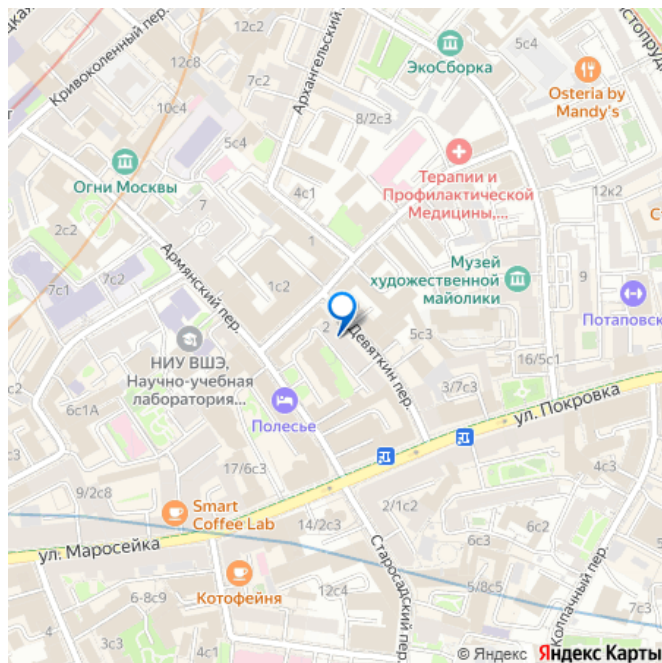 5с4
ЭкоСборка
Osteria by
Mandy's
Кривоколенный пер.
12с8
7с2
Архангельский
10с4
8/2с3
5с4
Терапии и
Профилактической
Медицины,...
Огни Москвы
7
4с1
12к2
2с2
1
Музей
художественной
майолики
9
7с2
7с1
1с2
Армянский пер.
Потаповск
2
Девяткин пер.
5с3
НИУ ВШЭ,
Научно-учебная
лаборатория...
16/5с1
3/7с3
6с1А
Полесье
ул. Покровка
17/6с3
4с3
9/2с8
Smart
Coffee Lab
2/1с2
14/2с3
6с2
ул. Маросейка
6с3
Старосадский пер.
Колпачный пер.
Котофейня
12с4
5/8с5
6-8с9
7с3
3с3
4с2
© Яндекс Яндекс Карты